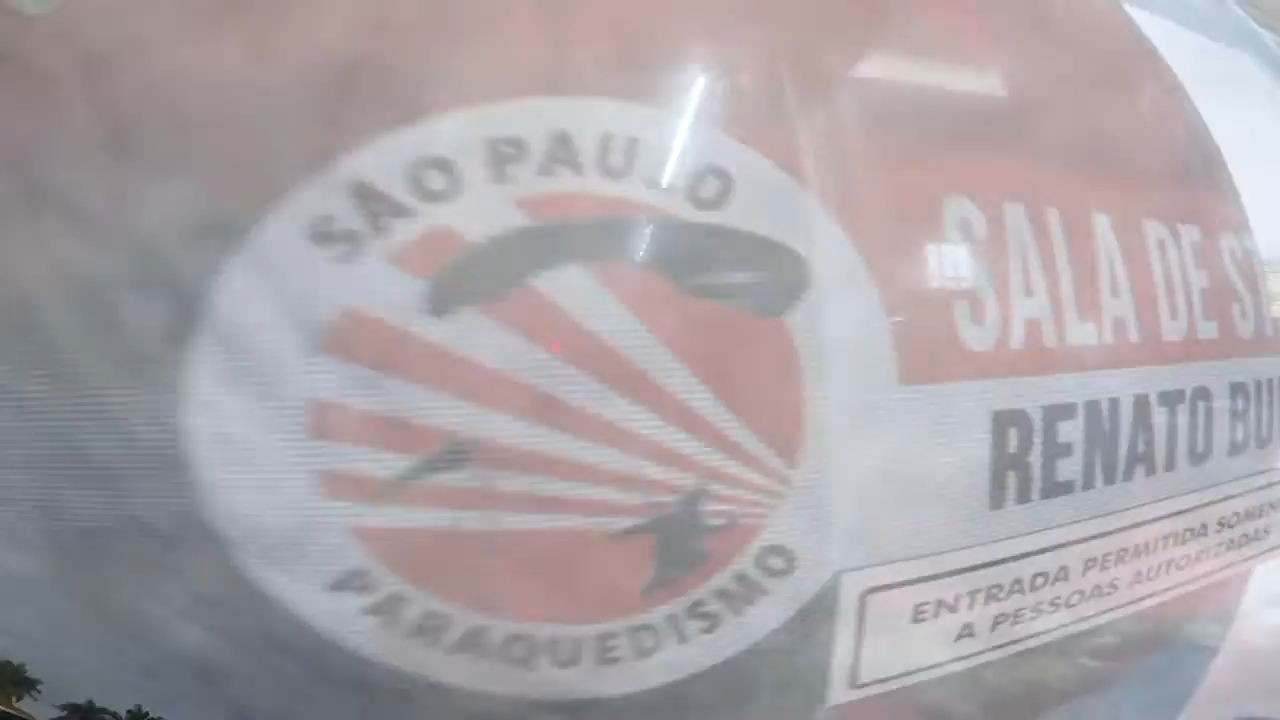 SAO PAULO
PARAQUEDISMO
SALA DE
RENATO
ENTRADA PERMITIDA
A PESSOAS AUTORIZADAS